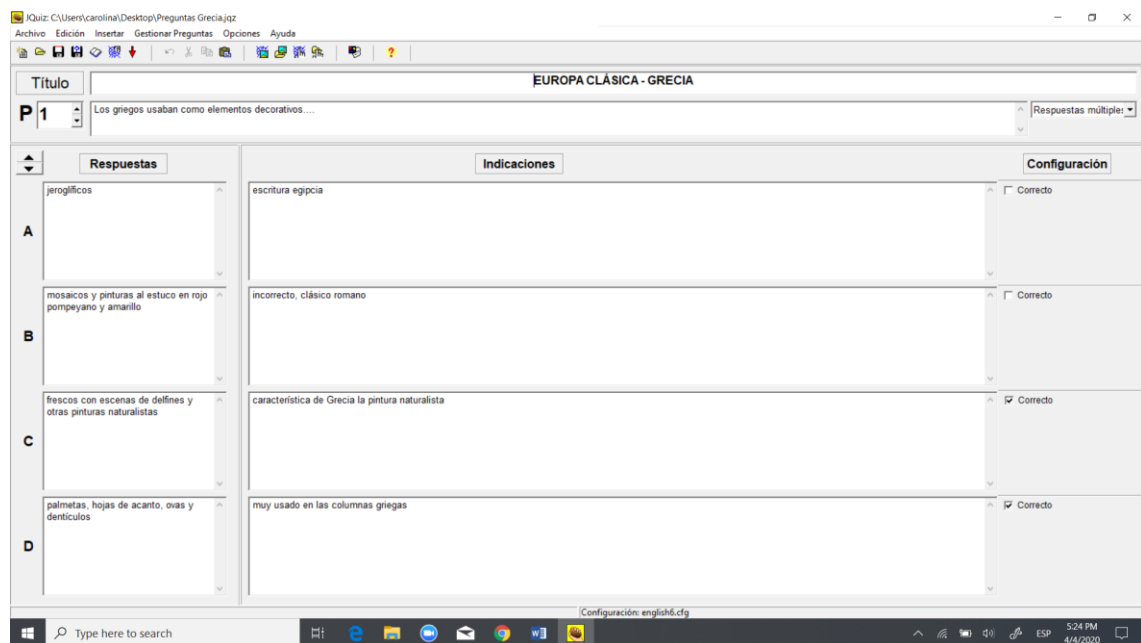 JQuiz: C:\Users\carolina\Desktop\Preguntas Grecia.jqz
Archivo Edición Insertar Gestionar Preguntas Opciones Ayuda
Título
EUROPA CLÁSICA - GRECIA
P 1
Los griegos usaban como elementos decorativos....
Respuestas múltiples
Respuestas
Indicaciones
Configuración
A
jeroglíficos
escritura egipcia
Correcto
B
mosaicos y pinturas al estuco en rojo
pompeyano y amarillo
incorrecto, clásico romano
Correcto
C
frescos con escenas de delfines y
otras pinturas naturalistas
característica de Grecia la pintura naturalista
Correcto
D
palmetas, hojas de acanto, ovas y
dentículos
muy usado en las columnas griegas
Correcto
Configuración: english6.cfg
Type here to search
ESP
5:24 PM
4/4/2020